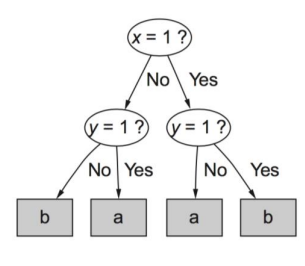 x = 1 ?
No Yes
y = 1 ? y = 1 ?
No Yes No Yes
b a a b